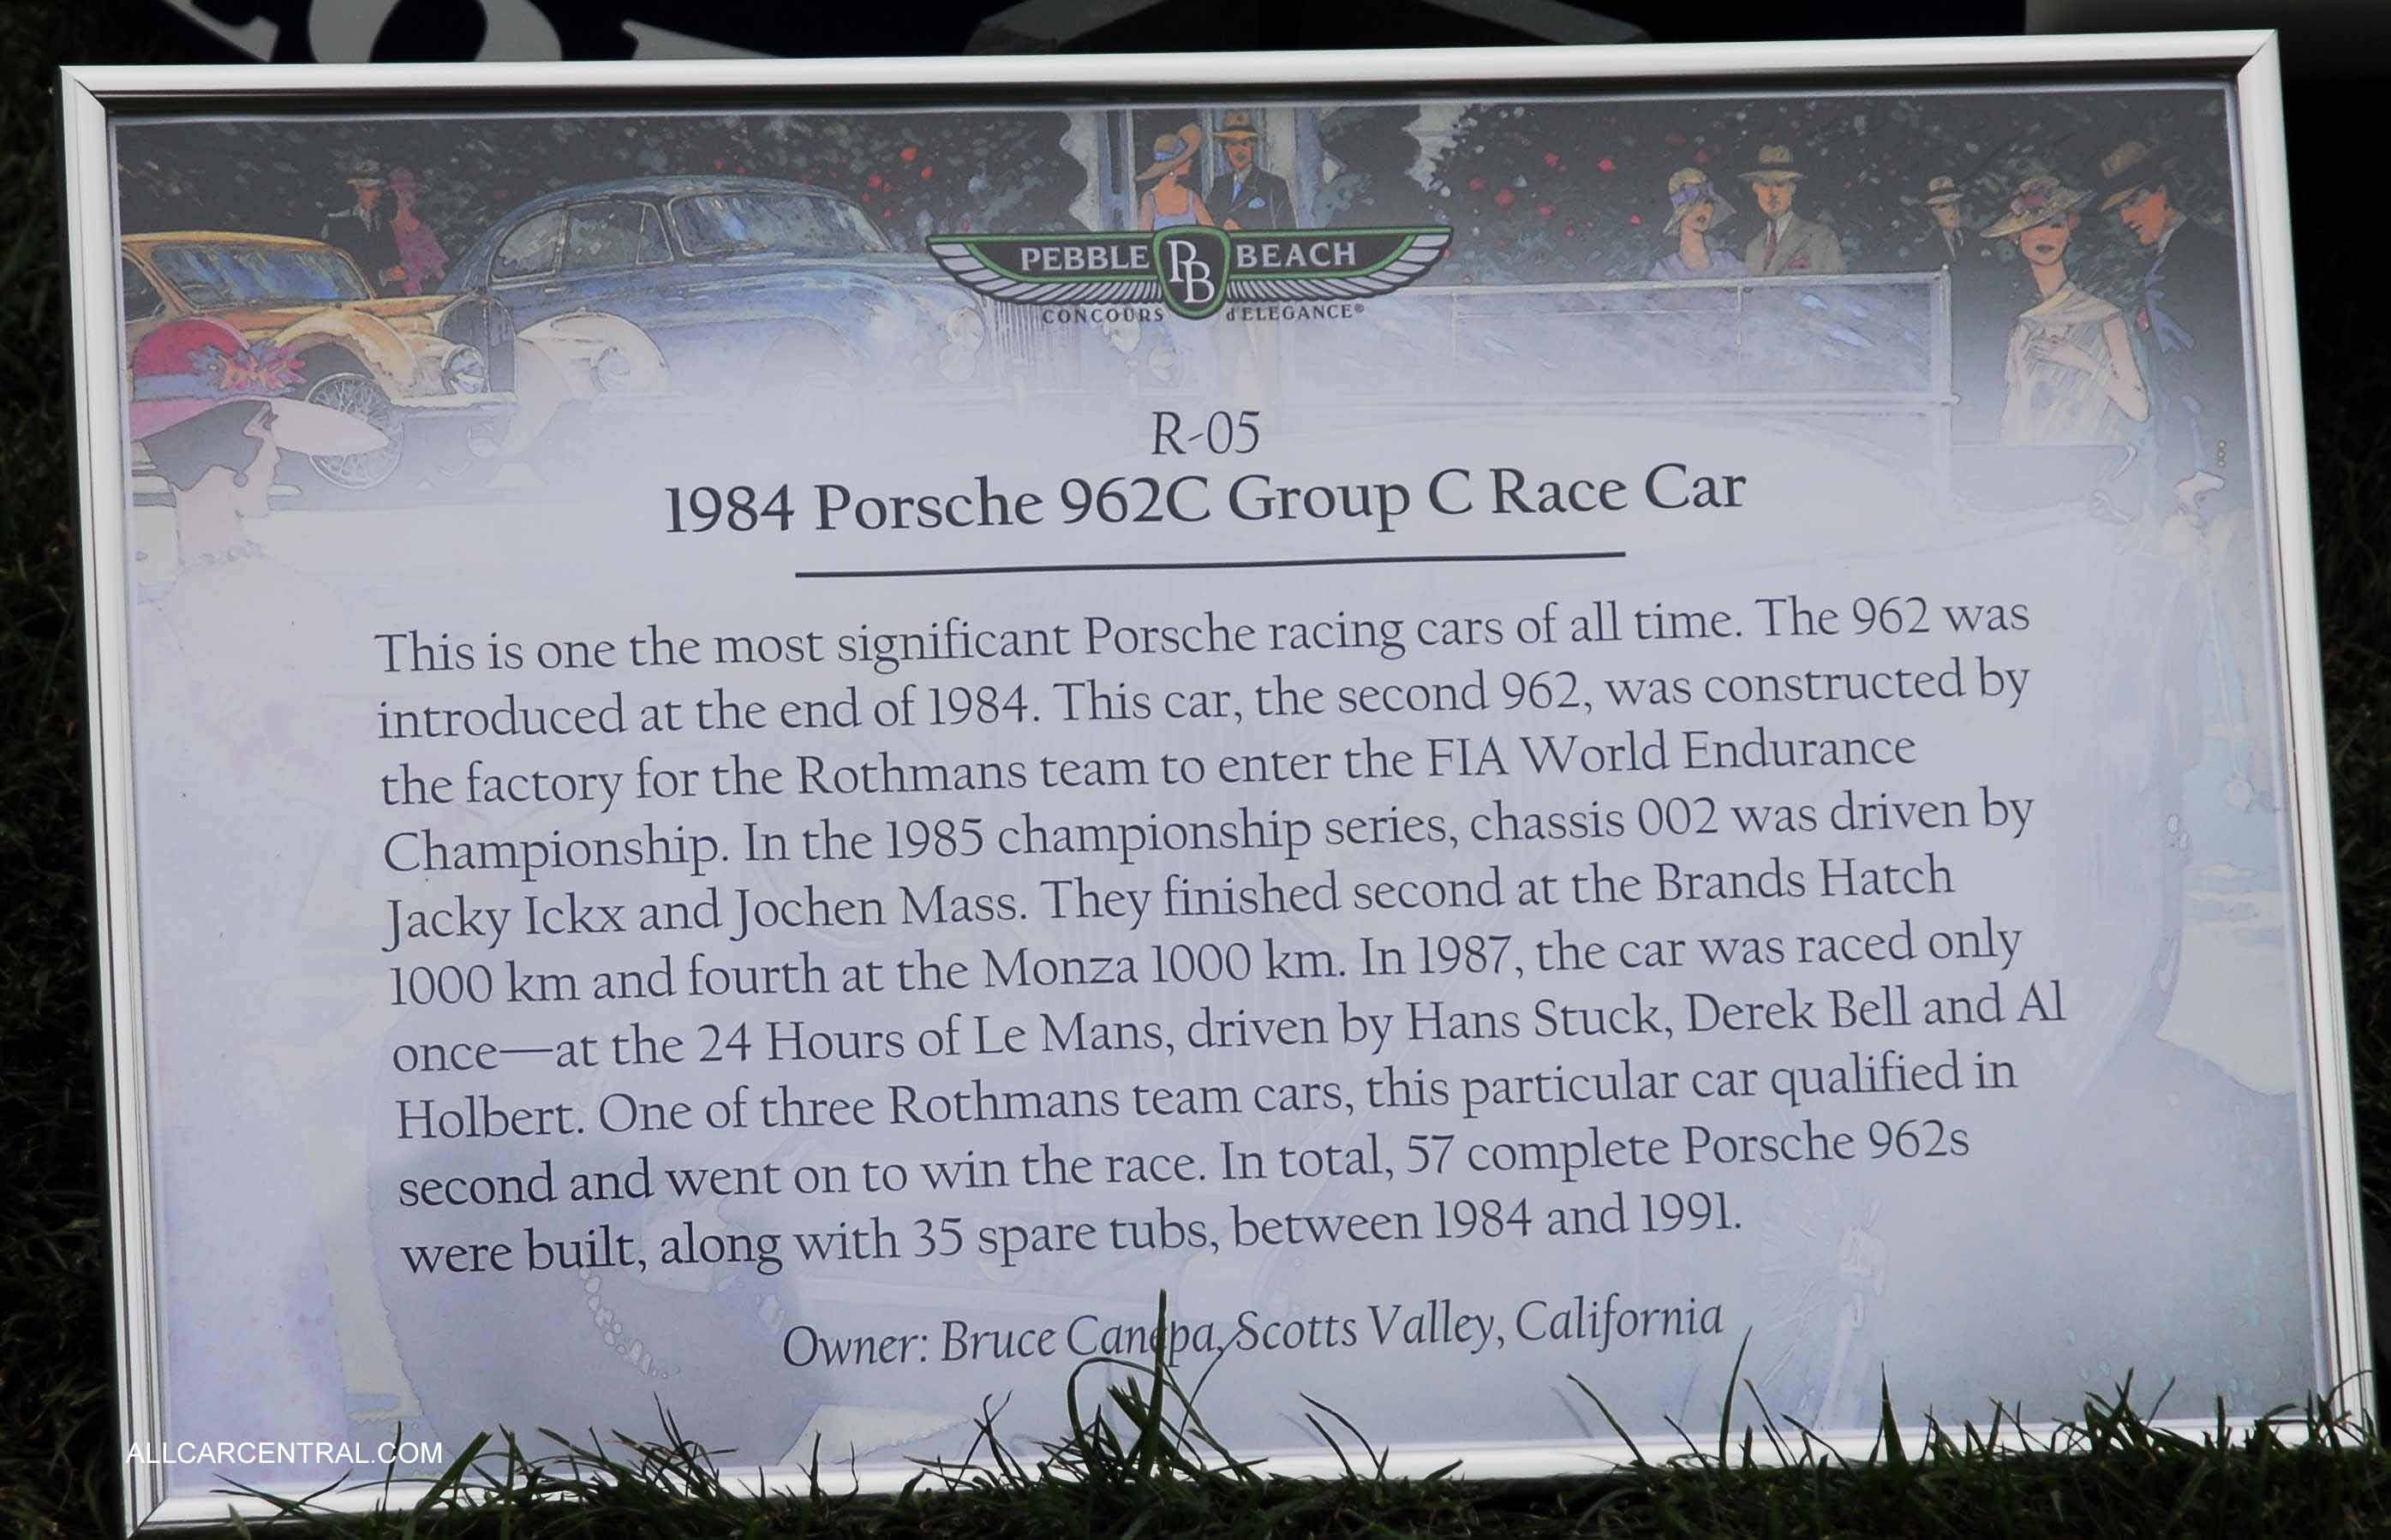 PEBBLE PB BEACH
CONCOURS d'ELEGANCE®
R-05
1984 Porsche 962C Group C Race Car
This is one the most significant Porsche racing cars of all time. The 962 was
introduced at the end of 1984. This car, the second 962, was constructed by
the factory for the Rothmans team to enter the FIA World Endurance
Championship. In the 1985 championship series, chassis 002 was driven by
Jacky Ickx and Jochen Mass. They finished second at the Brands Hatch
1000 km and fourth at the Monza 1000 km. In 1987, the car was raced only
once—at the 24 Hours of Le Mans, driven by Hans Stuck, Derek Bell and Al
Holbert. One of three Rothmans team cars, this particular car qualified in
second and went on to win the race. In total, 57 complete Porsche 962s
were built, along with 35 spare tubs, between 1984 and 1991.
Owner: Bruce Canepa, Scotts Valley, California
ALLCARCENTRAL.COM